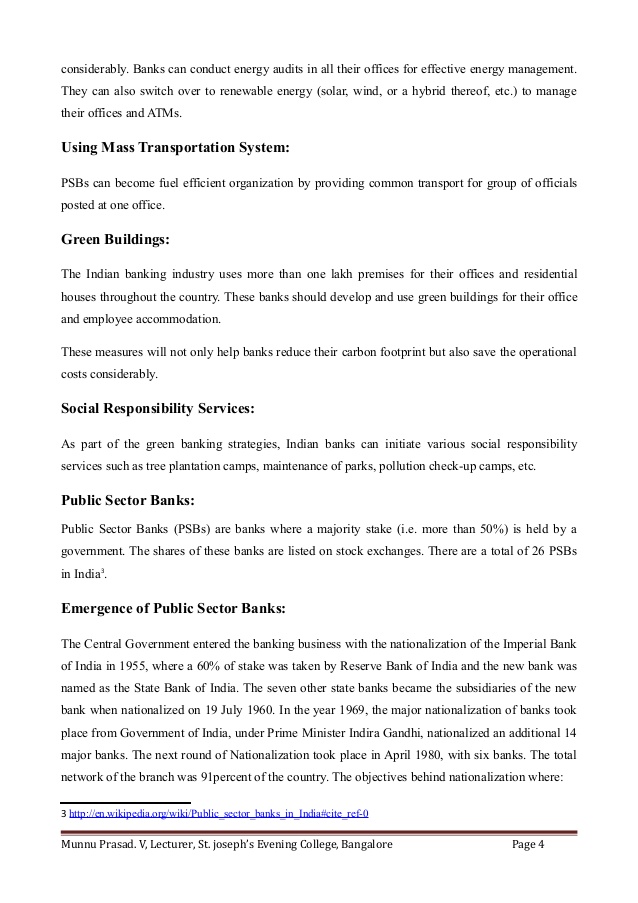 considerably. Banks can conduct energy audits in all their offices for effective energy management.
They can also switch over to renewable energy (solar, wind, or a hybrid thereof, etc.) to manage
their offices and ATMs.
Using Mass Transportation System:
PSBs can become fuel efficient organization by providing common transport for group of officials
posted at one office.
Green Buildings:
The Indian banking industry uses more than one lakh premises for their offices and residential
houses throughout the country. These banks should develop and use green buildings for their office
and employee accommodation.
These measures will not only help banks reduce their carbon footprint but also save the operational
costs considerably.
Social Responsibility Services:
As part of the green banking strategies, Indian banks can initiate various social responsibility
services such as tree plantation camps, maintenance of parks, pollution check-up camps, etc.
Public Sector Banks:
Public Sector Banks (PSBs) are banks where a majority stake (i.e. more than 50%) is held by a
government. The shares of these banks are listed on stock exchanges. There are a total of 26 PSBs
in India³.
Emergence of Public Sector Banks:
The Central Government entered the banking business with the nationalization of the Imperial Bank
of India in 1955, where a 60% of stake was taken by Reserve Bank of India and the new bank was
named as the State Bank of India. The seven other state banks became the subsidiaries of the new
bank when nationalized on 19 July 1960. In the year 1969, the major nationalization of banks took
place from Government of India, under Prime Minister Indira Gandhi, nationalized an additional 14
major banks. The next round of Nationalization took place in April 1980, with six banks. The total
network of the branch was 91percent of the country. The objectives behind nationalization where:
3 http://en.wikipedia.org/wiki/Public_sector_banks_in_India#cite_ref-0
Munnu Prasad. V, Lecturer, St. joseph's Evening College, Bangalore Page 4